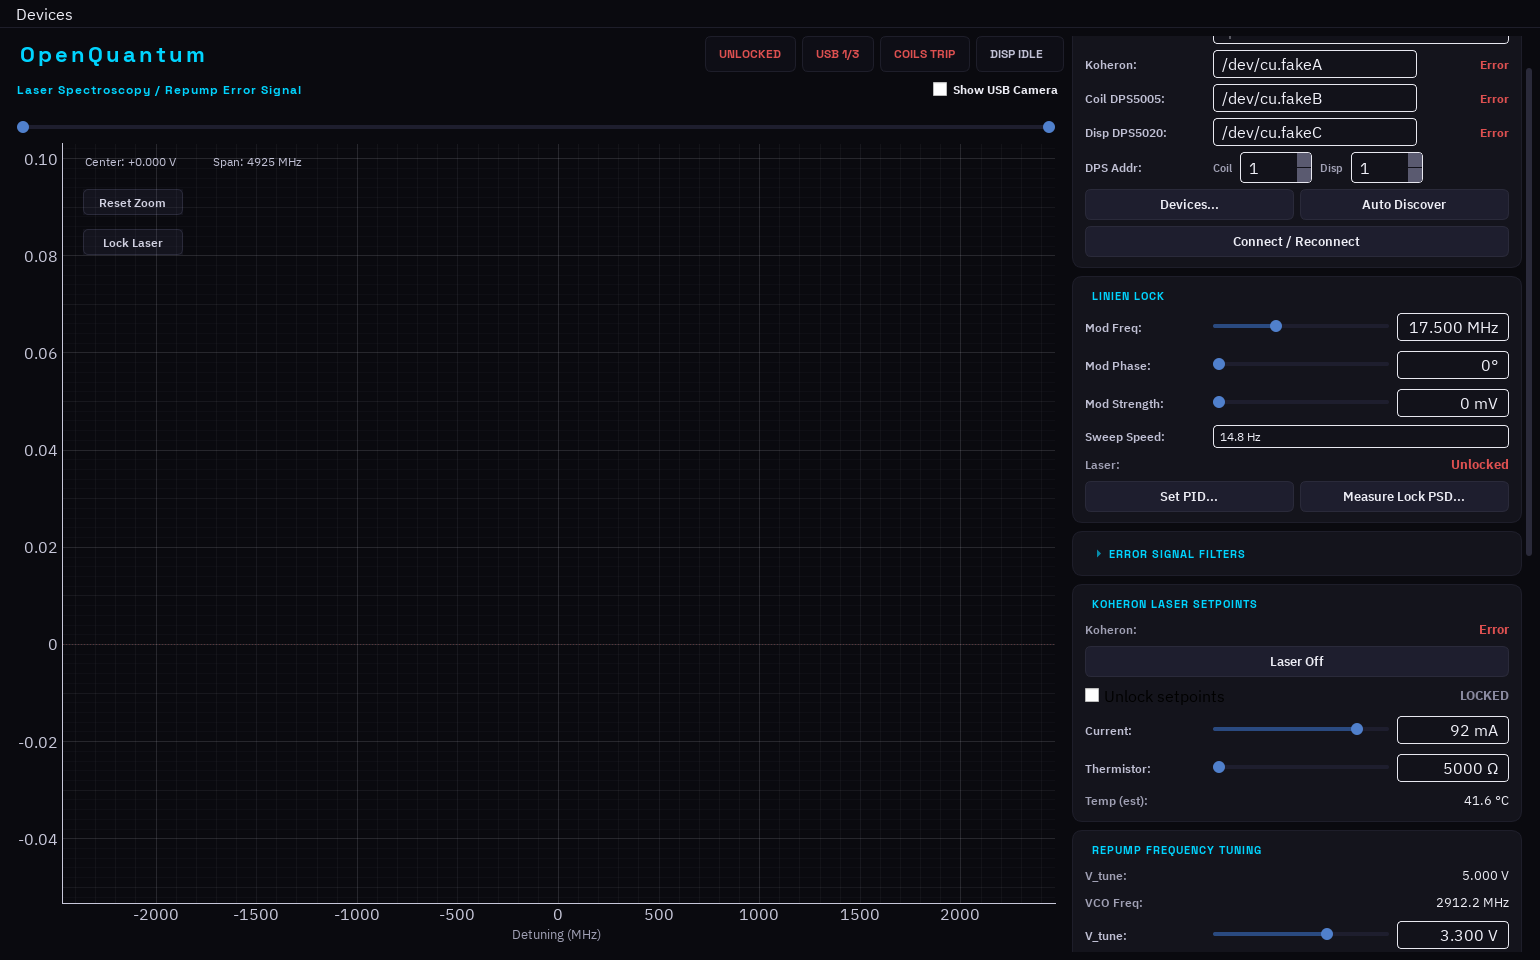 Devices
OpenQuantum
UNLOCKED
USB 1/3
COILS TRIP
DISP IDLE
Laser Spectroscopy / Repump Error Signal
Show USB Camera
Center: +0.000 V
Span: 4925 MHz
Reset Zoom
Lock Laser
0.10
0.08
0.06
0.04
0.02
0
-0.02
-0.04
-2000
-1500
-1000
-500
0
500
1000
1500
2000
Detuning (MHz)
Koheron: /dev/cu.fakeA Error
Coil DPS5005: /dev/cu.fakeB Error
Disp DPS5020: /dev/cu.fakeC Error
DPS Addr: Coil 1 Disp 1
Devices... Auto Discover
Connect / Reconnect
LINIEN LOCK
Mod Freq: 17.500 MHz
Mod Phase: 0°
Mod Strength: 0 mV
Sweep Speed: 14.8 Hz
Laser: Unlocked
Set PID... Measure Lock PSD...
ERROR SIGNAL FILTERS
KOHERON LASER SETPOINTS
Koheron: Error
Laser Off
Unlock setpoints LOCKED
Current: 92 mA
Thermistor: 5000 Ω
Temp (est): 41.6 °C
REPUMP FREQUENCY TUNING
V_tune: 5.000 V
VCO Freq: 2912.2 MHz
V_tune: 3.300 V